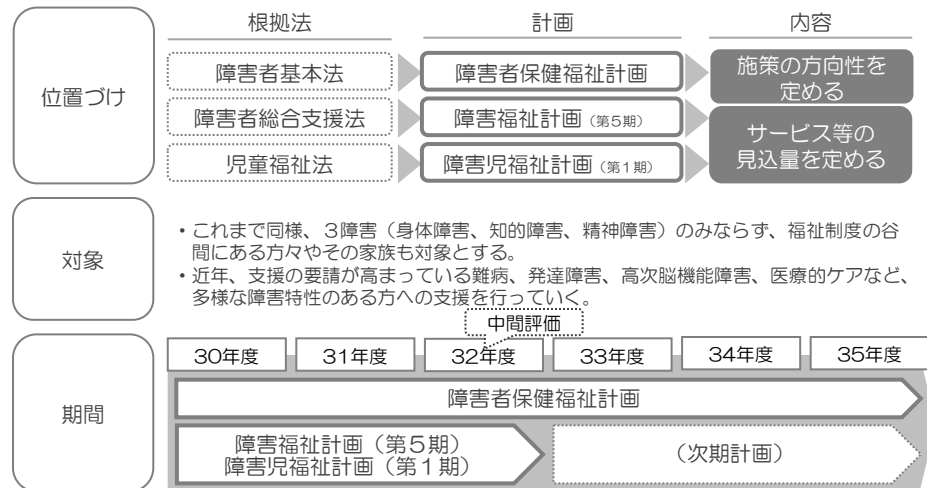 根拠法 計画 内容
位置づけ
障害者基本法 障害者保健福祉計画 施策の方向性を
定める
障害者総合支援法 障害福祉計画（第５期） サービス等の
見込量を定める
児童福祉法 障害児福祉計画（第１期）
対象
・これまで同様、３障害（身体障害、知的障害、精神障害）のみならず、福祉制度の谷
間にある方々やその家族も対象とする。
・近年、支援の要請が高まっている難病、発達障害、高次脳機能障害、医療的ケアなど、
多様な障害特性のある方への支援を行っていく。
中間評価
30年度 31年度 32年度 33年度 34年度 35年度
期間
障害者保健福祉計画
障害福祉計画（第５期）
障害児福祉計画（第１期）
（次期計画）